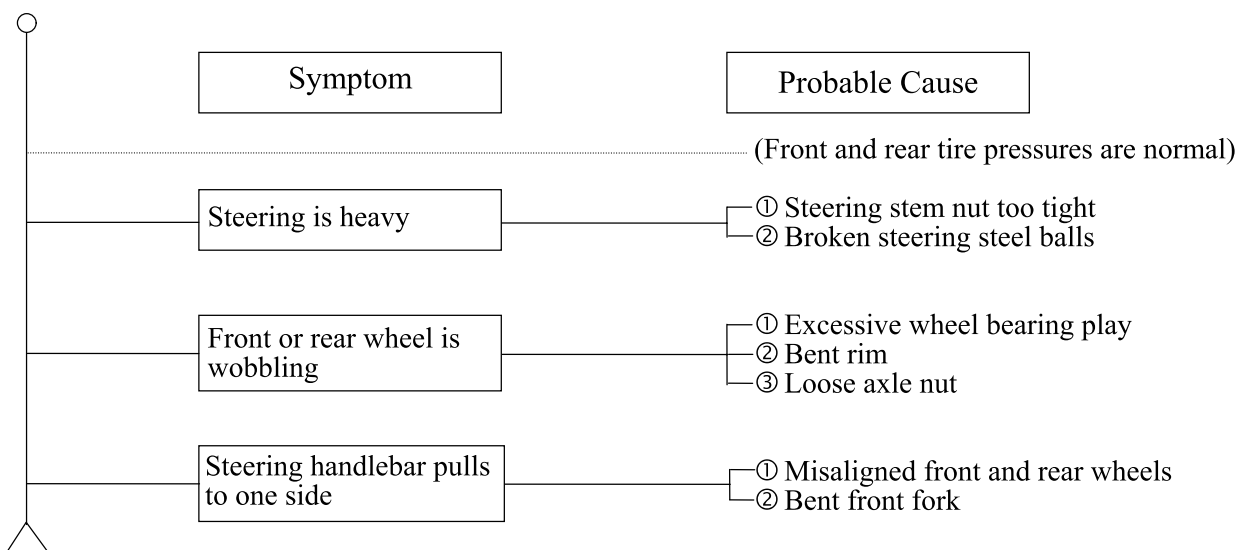 Symptom
Probable Cause
(Front and rear tire pressures are normal)
Steering is heavy
① Steering stem nut too tight
② Broken steering steel balls
Front or rear wheel is
wobbling
① Excessive wheel bearing play
② Bent rim
③ Loose axle nut
Steering handlebar pulls
to one side
① Misaligned front and rear wheels
② Bent front fork